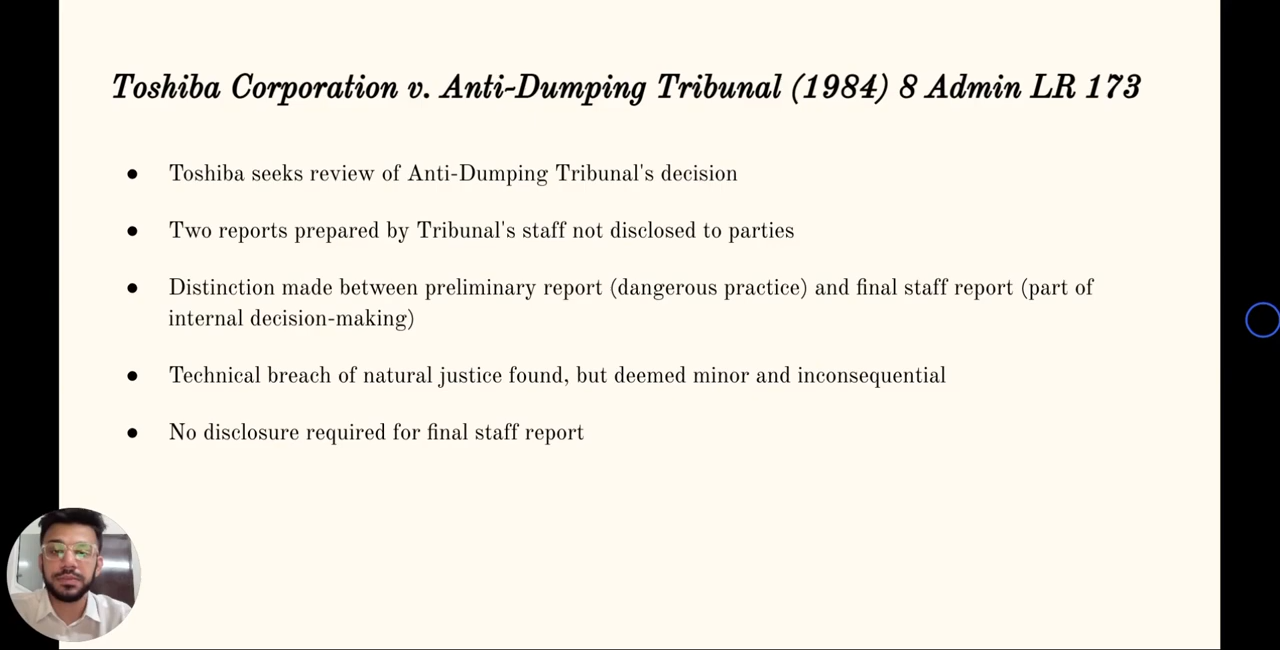 Toshiba Corporation v. Anti-Dumping Tribunal (1984) 8 Admin LR 173
● Toshiba seeks review of Anti-Dumping Tribunal's decision
● Two reports prepared by Tribunal's staff not disclosed to parties
● Distinction made between preliminary report (dangerous practice) and final staff report (part of
internal decision-making)
● Technical breach of natural justice found, but deemed minor and inconsequential
● No disclosure required for final staff report